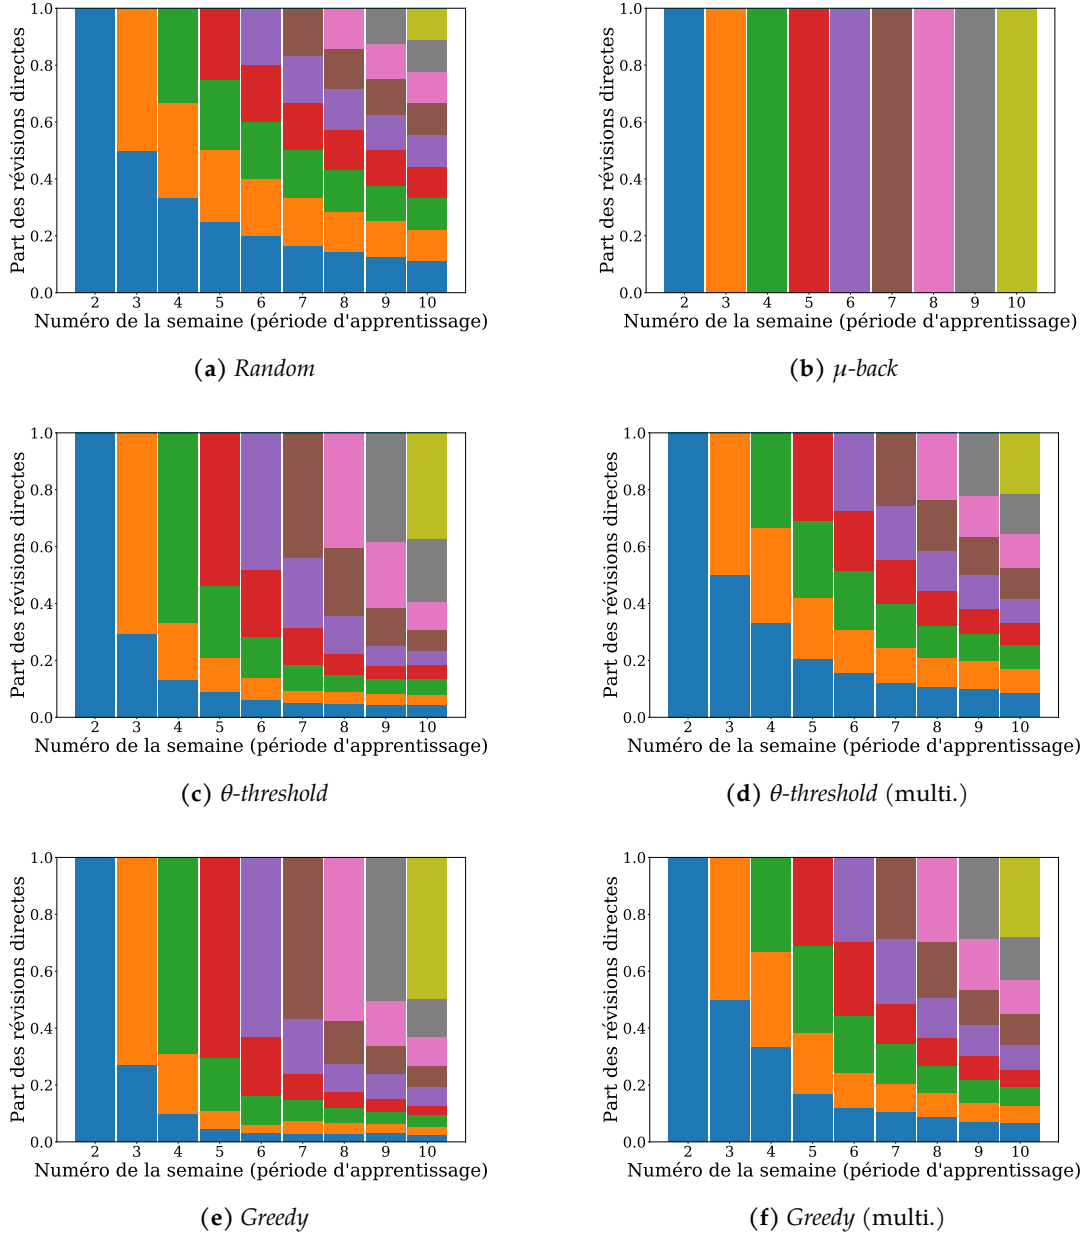 1.0
0.8
0.6
0.4
0.2
0.0
Part des révisions directes
2 3 4 5 6 7 8 9 10
Numéro de la semaine (période d'apprentissage)
(a) Random
1.0
0.8
0.6
0.4
0.2
0.0
Part des révisions directes
2 3 4 5 6 7 8 9 10
Numéro de la semaine (période d'apprentissage)
(b) μ-back
1.0
0.8
0.6
0.4
0.2
0.0
Part des révisions directes
2 3 4 5 6 7 8 9 10
Numéro de la semaine (période d'apprentissage)
(c) θ-threshold
1.0
0.8
0.6
0.4
0.2
0.0
Part des révisions directes
2 3 4 5 6 7 8 9 10
Numéro de la semaine (période d'apprentissage)
(d) θ-threshold (multi.)
1.0
0.8
0.6
0.4
0.2
0.0
Part des révisions directes
2 3 4 5 6 7 8 9 10
Numéro de la semaine (période d'apprentissage)
(e) Greedy
1.0
0.8
0.6
0.4
0.2
0.0
Part des révisions directes
2 3 4 5 6 7 8 9 10
Numéro de la semaine (période d'apprentissage)
(f) Greedy (multi.)